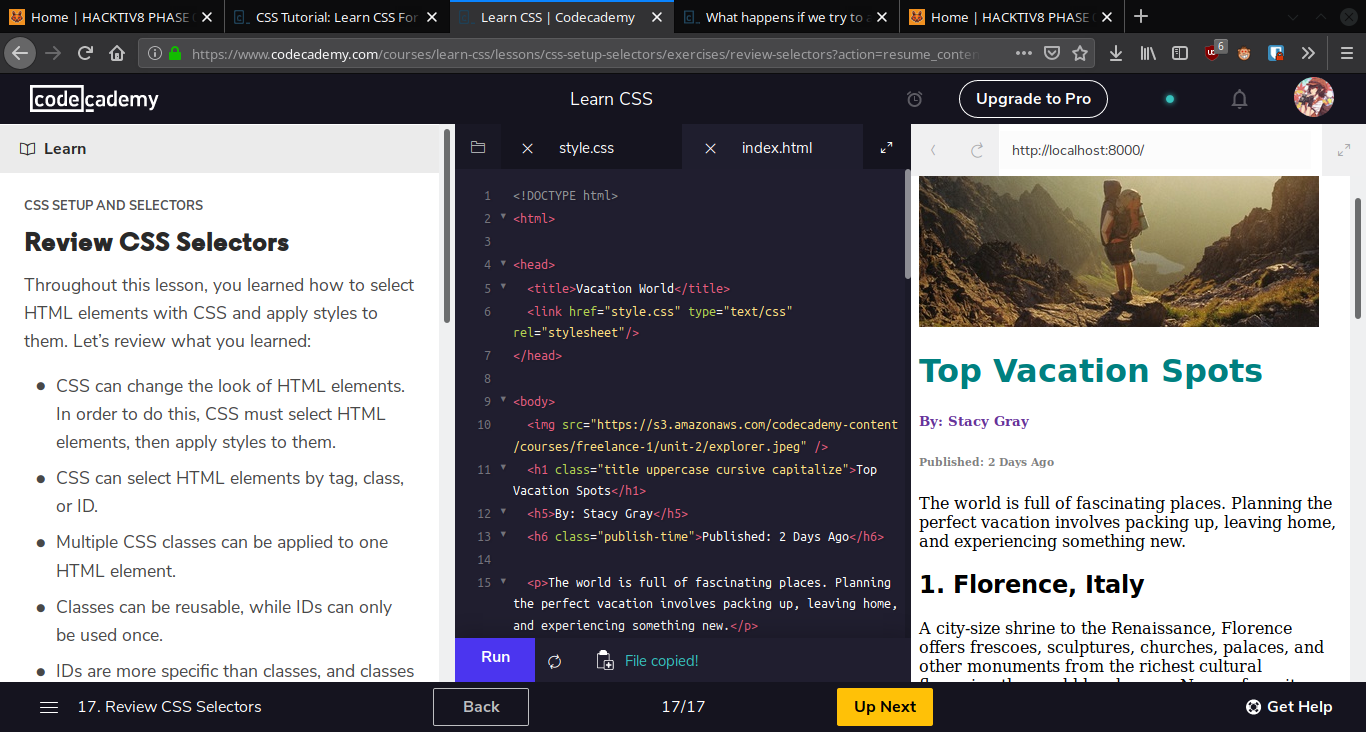 Home | HACKTIV8 PHASE
CSS Tutorial: Learn CSS For
Learn CSS | Codecademy
What happens if we try to a
Home | HACKTIV8 PHASE
https://www.codecademy.com/courses/learn-css/lessons/css-setup-selectors/exercises/review-selectors?action=resume_conten
6
codecademy
Learn CSS
Upgrade to Pro
Learn
CSS SETUP AND SELECTORS
Review CSS Selectors
Throughout this lesson, you learned how to select
HTML elements with CSS and apply styles to
them. Let’s review what you learned:
CSS can change the look of HTML elements.
In order to do this, CSS must select HTML
elements, then apply styles to them.
CSS can select HTML elements by tag, class,
or ID.
Multiple CSS classes can be applied to one
HTML element.
Classes can be reusable, while IDs can only
be used once.
IDs are more specific than classes, and classes
style.css
index.html
1 <!DOCTYPE html>
2 <html>
3
4 <head>
5 <title>Vacation World</title>
6 <link href="style.css" type="text/css"
rel="stylesheet"/>
7 </head>
8
9 <body>
10 <img src="https://s3.amazonaws.com/codecademy-content
/courses/freelance-1/unit-2/explorer.jpeg" />
11 <h1 class="title uppercase cursive capitalize">Top
Vacation Spots</h1>
12 <h5>By: Stacy Gray</h5>
13 <h6 class="publish-time">Published: 2 Days Ago</h6>
14
15 <p>The world is full of fascinating places. Planning
the perfect vacation involves packing up, leaving home,
and experiencing something new.</p>
Run
File copied!
http://localhost:8000/
Top Vacation Spots
By: Stacy Gray
Published: 2 Days Ago
The world is full of fascinating places. Planning the
perfect vacation involves packing up, leaving home,
and experiencing something new.
1. Florence, Italy
A city-size shrine to the Renaissance, Florence
offers frescoes, sculptures, churches, palaces, and
other monuments from the richest cultural
17. Review CSS Selectors
Back
17/17
Up Next
Get Help